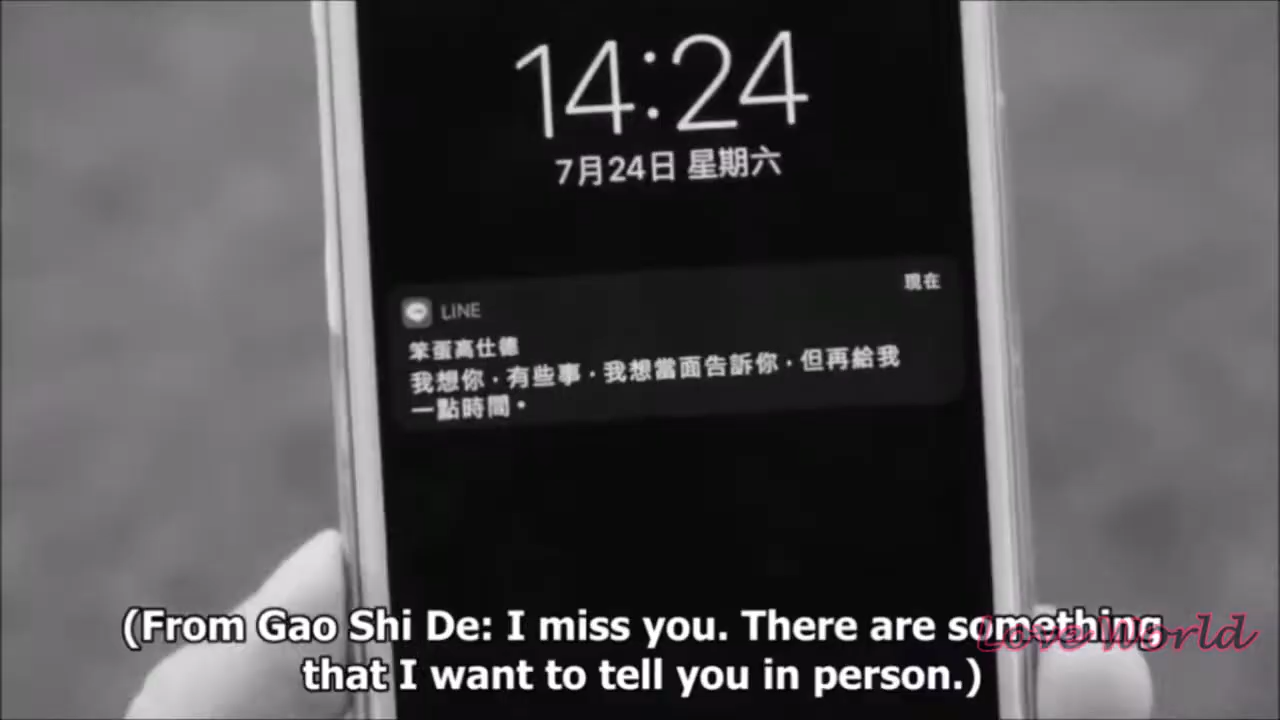 14:24
7月24日 星期六
LINE
現在
笨蛋高仕德
我想你，有些事，我想當面告訴你，但再給我
一點時間。
(From Gao Shi De: I miss you. There are something
that I want to tell you in person.)
Love World